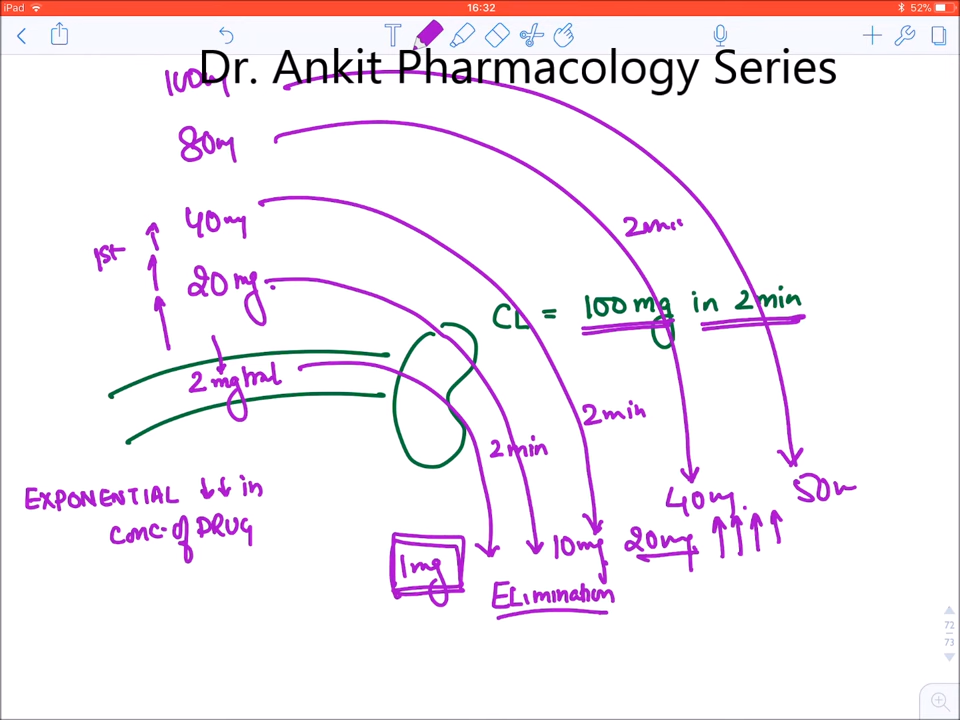 iPad 16:32 52%
Dr. Ankit Pharmacology Series
80mg
2min
40mg
1st
20mg.
CL = 100mg in 2min
2mg/ml
2min
2min
EXPONENTIAL ↓↓ in
conc. of DRUG
40mg.
10mg 20mg ↑↑↑↑
1mg
ELimination
72
73